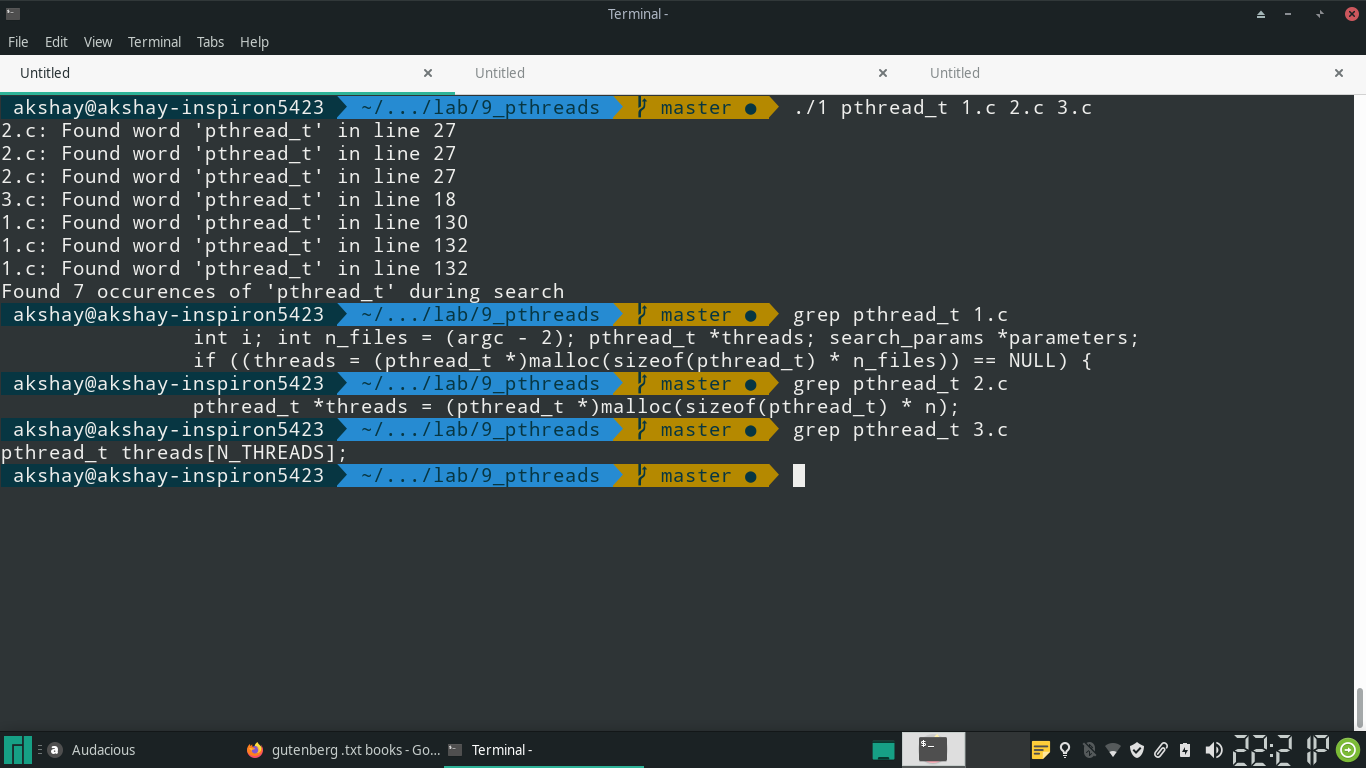 Terminal -
File Edit View Terminal Tabs Help
Untitled Untitled Untitled
akshay@akshay-inspiron5423 ~/.../lab/9_pthreads master ● ./1 pthread_t 1.c 2.c 3.c
2.c: Found word 'pthread_t' in line 27
2.c: Found word 'pthread_t' in line 27
2.c: Found word 'pthread_t' in line 27
3.c: Found word 'pthread_t' in line 18
1.c: Found word 'pthread_t' in line 130
1.c: Found word 'pthread_t' in line 132
1.c: Found word 'pthread_t' in line 132
Found 7 occurences of 'pthread_t' during search
akshay@akshay-inspiron5423 ~/.../lab/9_pthreads master ● grep pthread_t 1.c
int i; int n_files = (argc - 2); pthread_t *threads; search_params *parameters;
if ((threads = (pthread_t *)malloc(sizeof(pthread_t) * n_files)) == NULL) {
akshay@akshay-inspiron5423 ~/.../lab/9_pthreads master ● grep pthread_t 2.c
pthread_t *threads = (pthread_t *)malloc(sizeof(pthread_t) * n);
akshay@akshay-inspiron5423 ~/.../lab/9_pthreads master ● grep pthread_t 3.c
pthread_t threads[N_THREADS];
akshay@akshay-inspiron5423 ~/.../lab/9_pthreads master ●
Audacious gutenberg .txt books - Go... Terminal - 22:21P